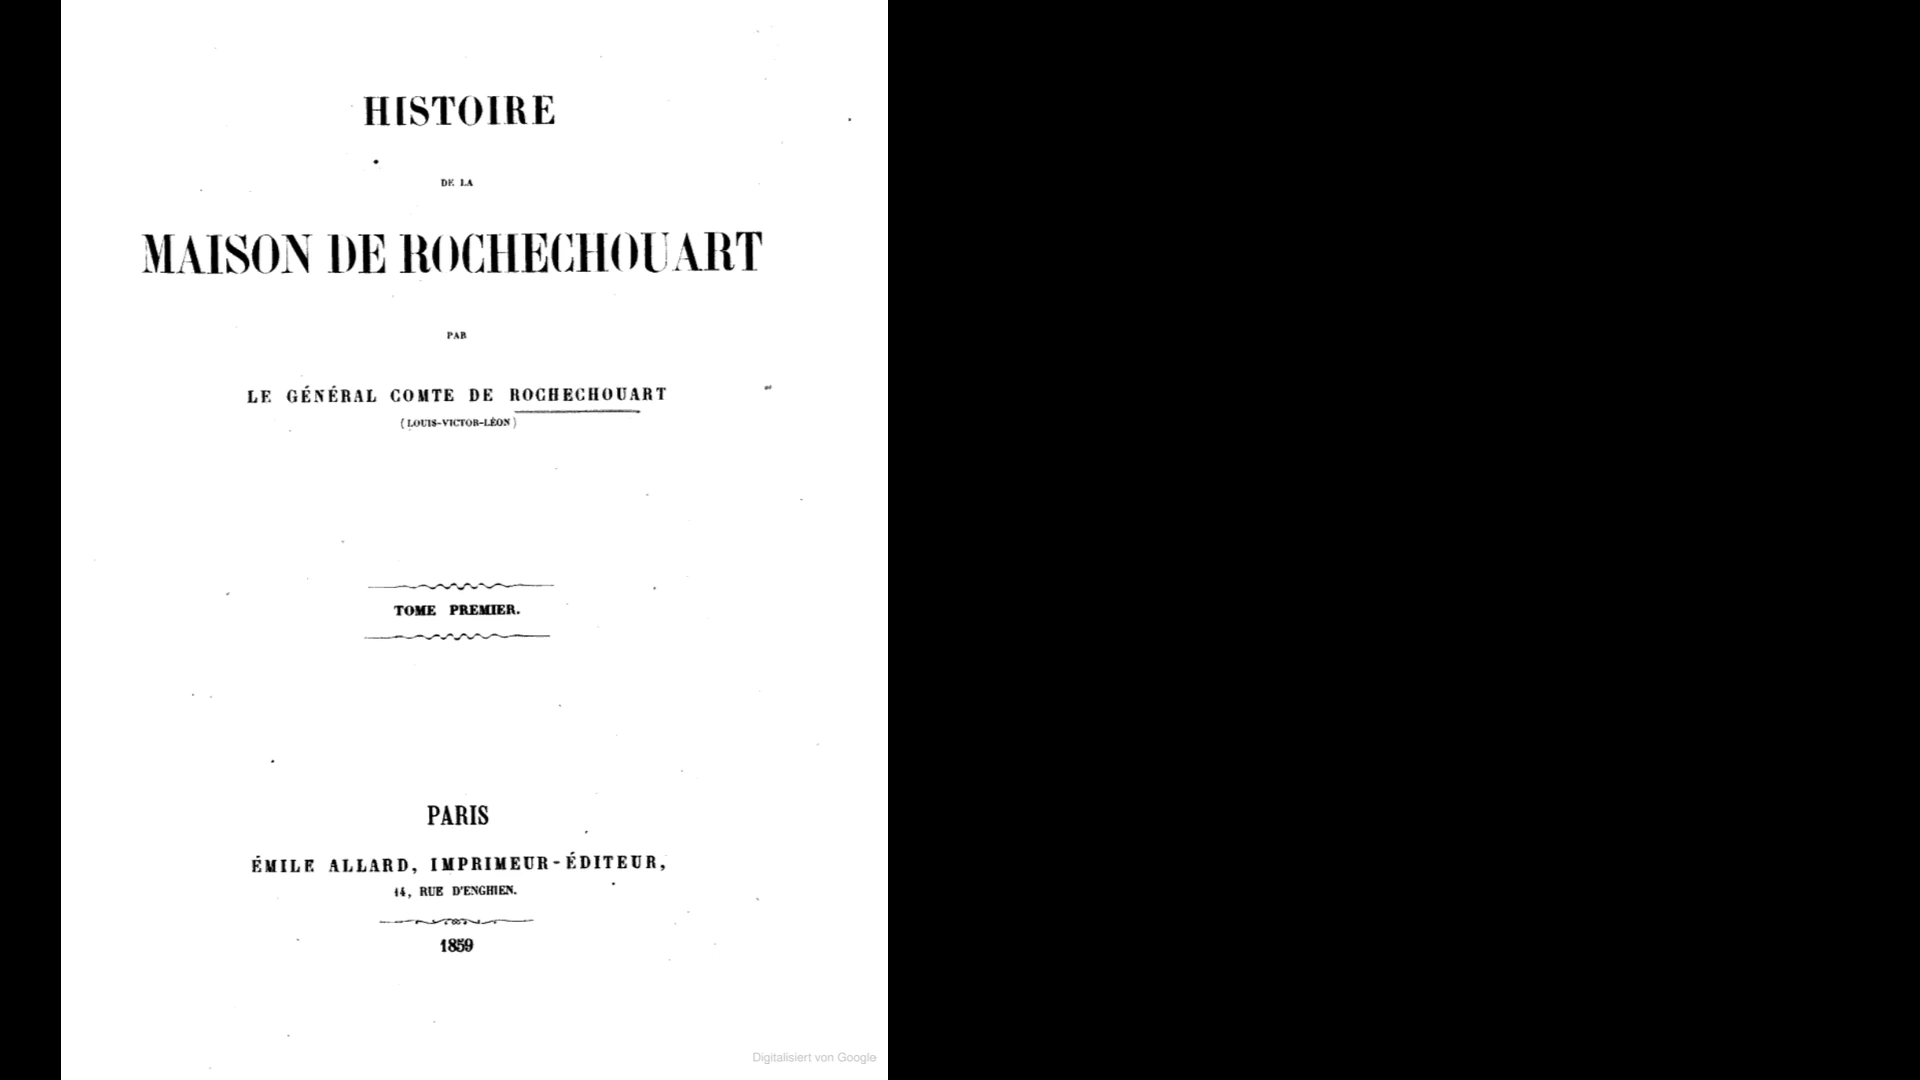 HISTOIRE
DE LA
MAISON DE ROCHECHOUART
PAR
LE GÉNÉRAL COMTE DE ROCHECHOUART
(LOUIS-VICTOR-LÉON)
TOME PREMIER.
PARIS
ÉMILE ALLARD, IMPRIMEUR-ÉDITEUR,
14, RUE D'ENGHIEN.
1859
Digitalisiert von Google